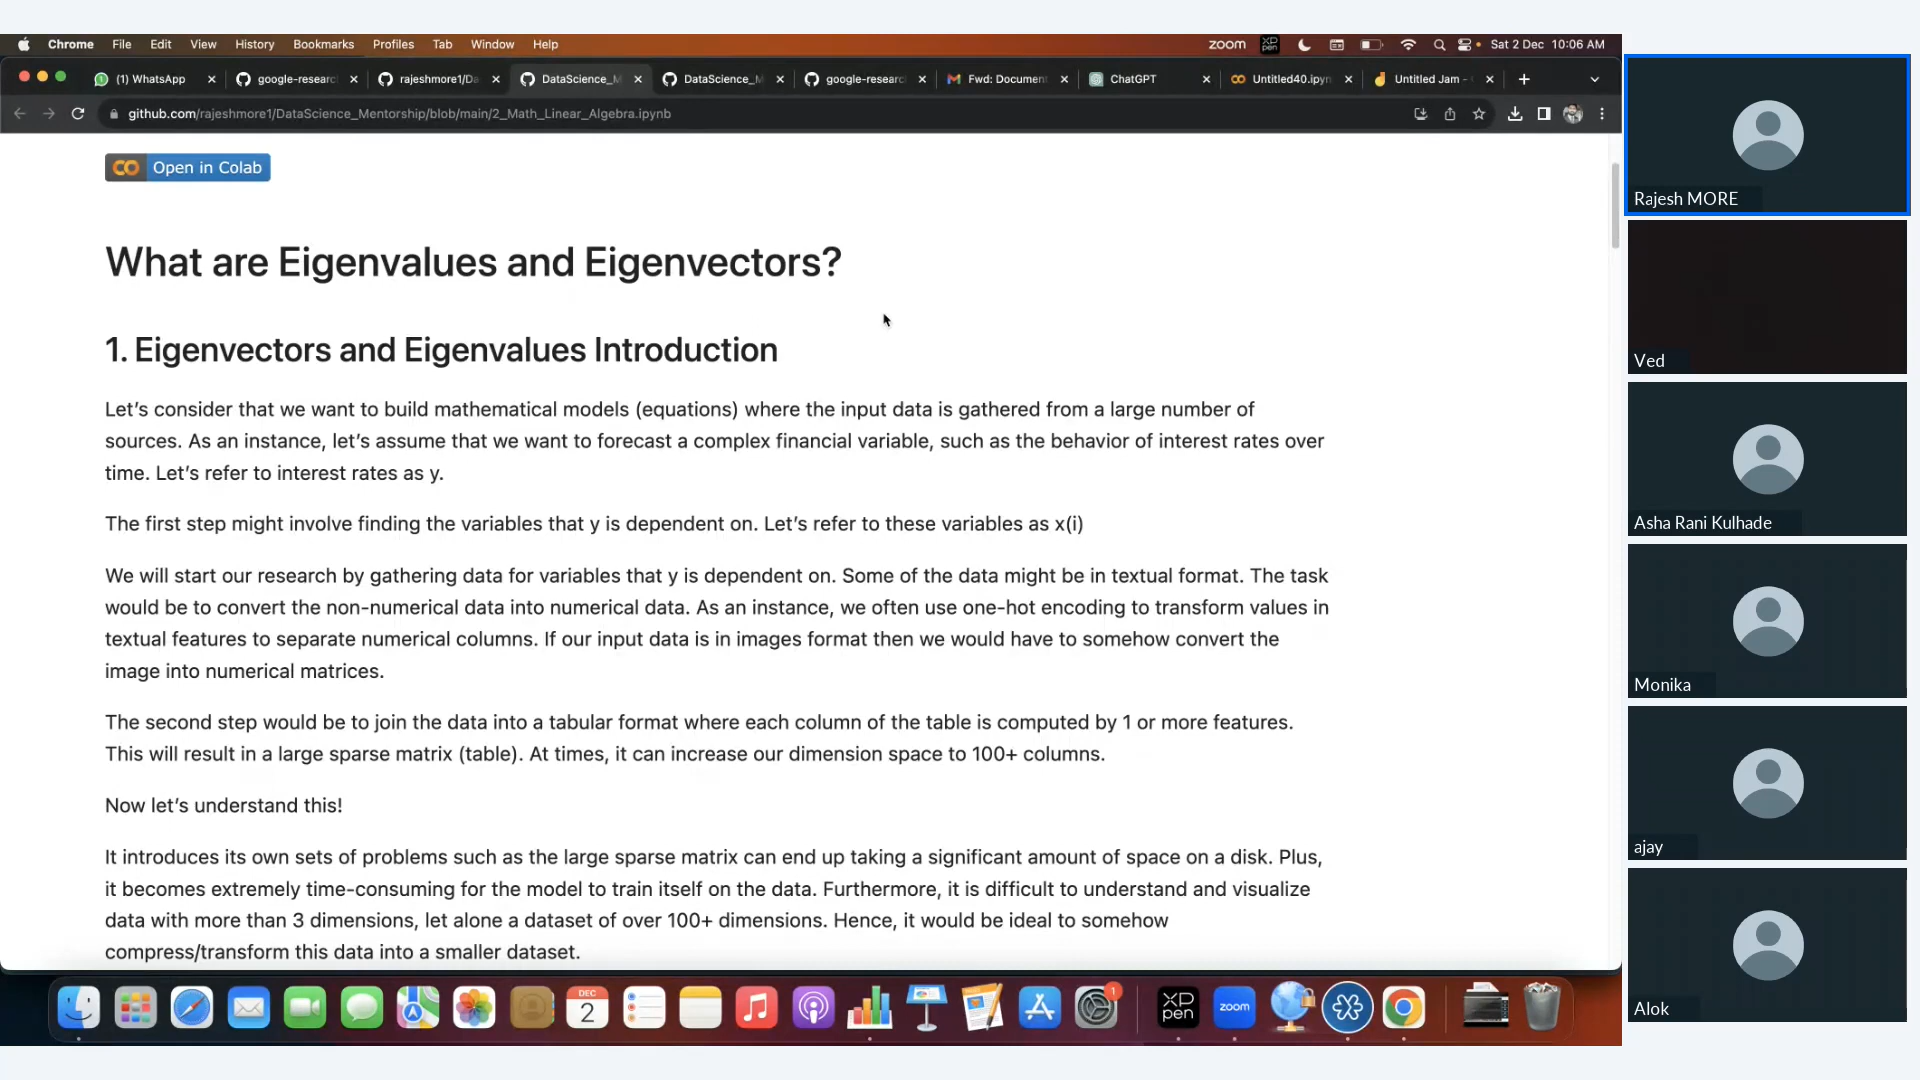 Chrome File Edit View History Bookmarks Profiles Tab Window Help zoom XP pen Sat 2 Dec 10:06 AM
(1) WhatsApp google-researc rajeshmore1/Da DataScience_M DataScience_M google-researc Fwd: Documen ChatGPT Untitled40.ipyn Untitled Jam -
github.com/rajeshmore1/DataScience_Mentorship/blob/main/2_Math_Linear_Algebra.ipynb
Open in Colab
What are Eigenvalues and Eigenvectors?
1. Eigenvectors and Eigenvalues Introduction
Let’s consider that we want to build mathematical models (equations) where the input data is gathered from a large number of
sources. As an instance, let’s assume that we want to forecast a complex financial variable, such as the behavior of interest rates over
time. Let’s refer to interest rates as y.
The first step might involve finding the variables that y is dependent on. Let’s refer to these variables as x(i)
We will start our research by gathering data for variables that y is dependent on. Some of the data might be in textual format. The task
would be to convert the non-numerical data into numerical data. As an instance, we often use one-hot encoding to transform values in
textual features to separate numerical columns. If our input data is in images format then we would have to somehow convert the
image into numerical matrices.
The second step would be to join the data into a tabular format where each column of the table is computed by 1 or more features.
This will result in a large sparse matrix (table). At times, it can increase our dimension space to 100+ columns.
Now let’s understand this!
It introduces its own sets of problems such as the large sparse matrix can end up taking a significant amount of space on a disk. Plus,
it becomes extremely time-consuming for the model to train itself on the data. Furthermore, it is difficult to understand and visualize
data with more than 3 dimensions, let alone a dataset of over 100+ dimensions. Hence, it would be ideal to somehow
compress/transform this data into a smaller dataset.
DEC
2
1
XP
pen
zoom
Rajesh MORE
Ved
Asha Rani Kulhade
Monika
ajay
Alok